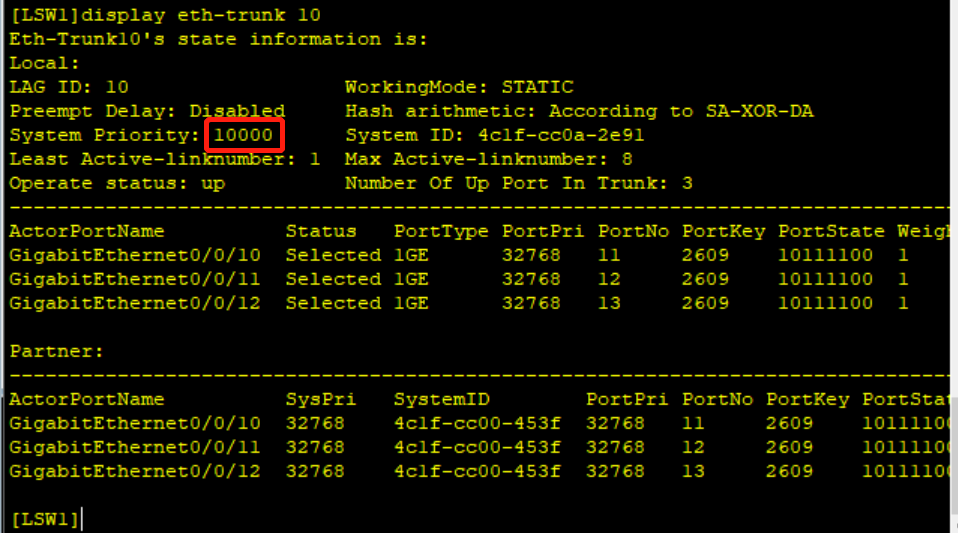 [LSW1]display eth-trunk 10
Eth-Trunk10's state information is:
Local:
LAG ID: 10 WorkingMode: STATIC
Preempt Delay: Disabled Hash arithmetic: According to SA-XOR-DA
System Priority: 10000 System ID: 4c1f-cc0a-2e91
Least Active-linknumber: 1 Max Active-linknumber: 8
Operate status: up Number Of Up Port In Trunk: 3
--------------------------------------------------------------------------------
ActorPortName Status PortType PortPri PortNo PortKey PortState Weigh
GigabitEthernet0/0/10 Selected 1GE 32768 11 2609 10111100 1
GigabitEthernet0/0/11 Selected 1GE 32768 12 2609 10111100 1
GigabitEthernet0/0/12 Selected 1GE 32768 13 2609 10111100 1
Partner:
--------------------------------------------------------------------------------
ActorPortName SysPri SystemID PortPri PortNo PortKey PortStat
GigabitEthernet0/0/10 32768 4c1f-cc00-453f 32768 11 2609 1011110
GigabitEthernet0/0/11 32768 4c1f-cc00-453f 32768 12 2609 1011110
GigabitEthernet0/0/12 32768 4c1f-cc00-453f 32768 13 2609 1011110
[LSW1]